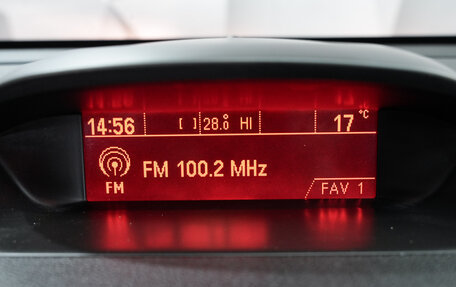 14:56 [ ] 28.0° HI 17°C
FM 100.2 MHz
FM
FAV 1